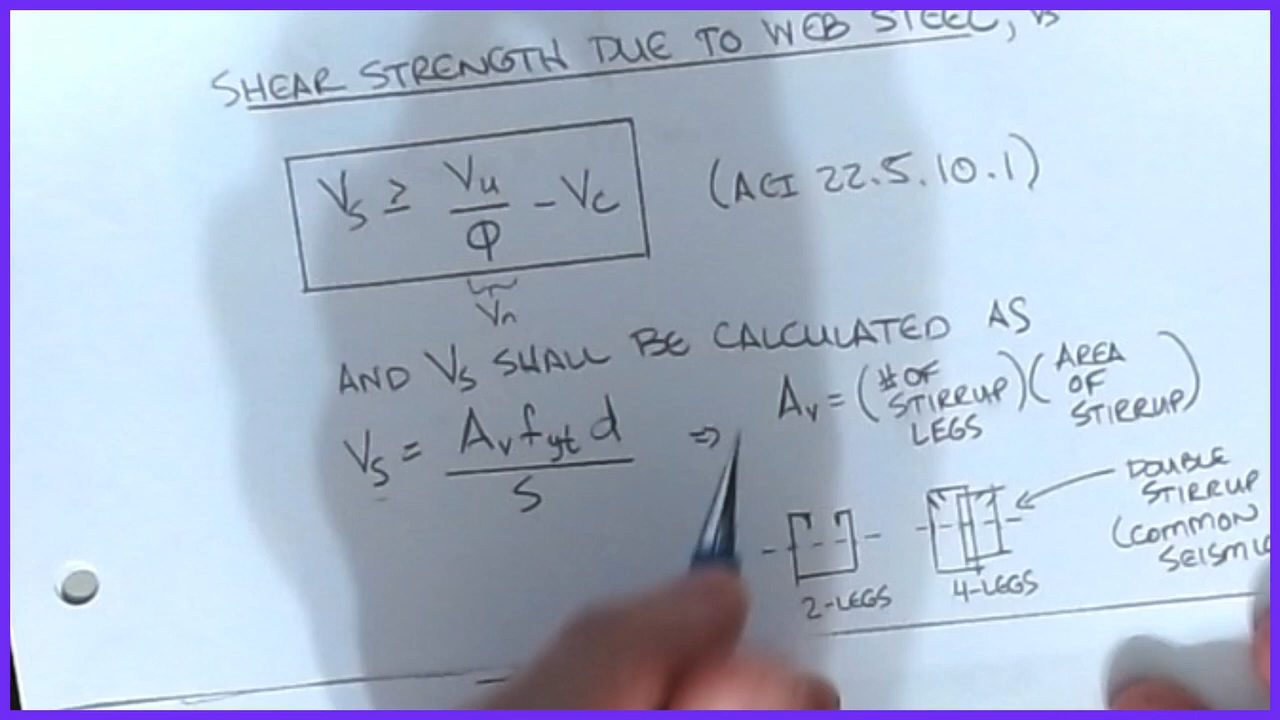 SHEAR STRENGTH DUE TO WEB STEEL, Vs
Vs ≥ Vu/Φ - Vc (ACI 22.5.10.1)
Vn
AND Vs SHALL BE CALCULATED AS
Vs = Av fyt d / s ⇒ Av = (# OF STIRRUP LEGS)(AREA OF STIRRUP)
DOUBLE
STIRRUP
(COMMON
2-LEGS 4-LEGS